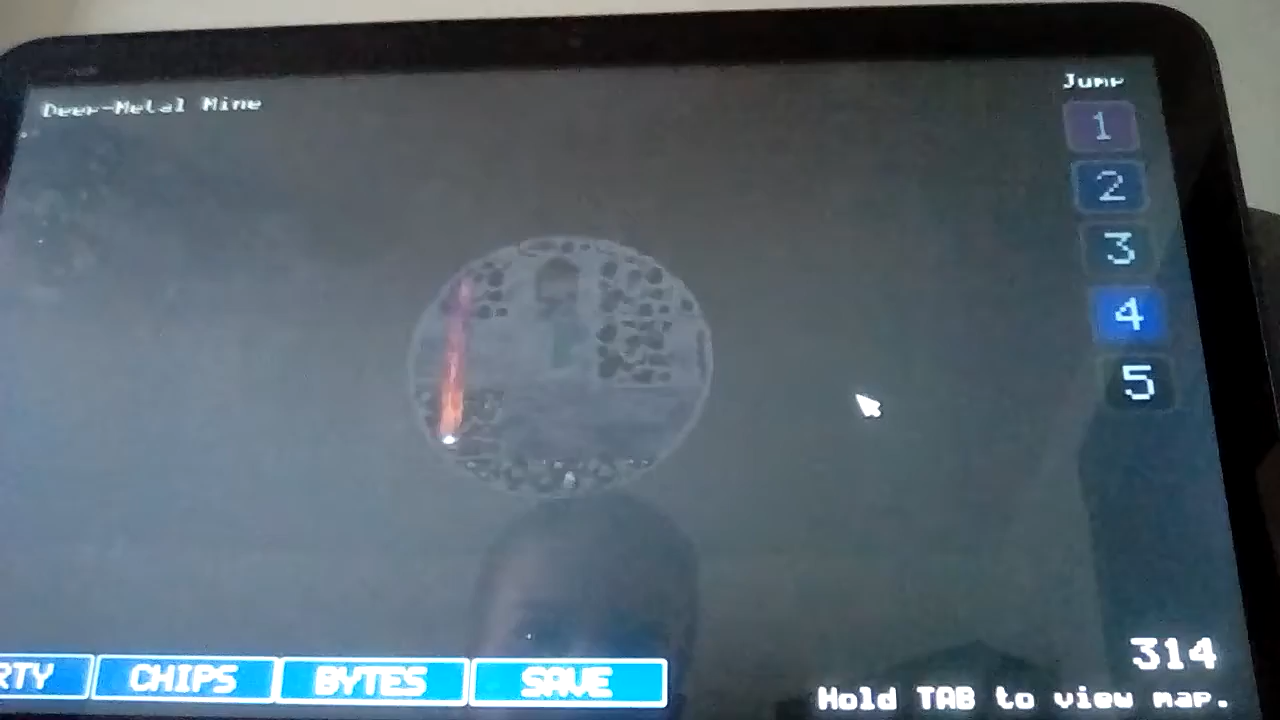 Deep-Metal Mine
Jump
1
2
3
4
5
314
RTY
CHIPS
BYTES
SAVE
Hold TAB to view map.